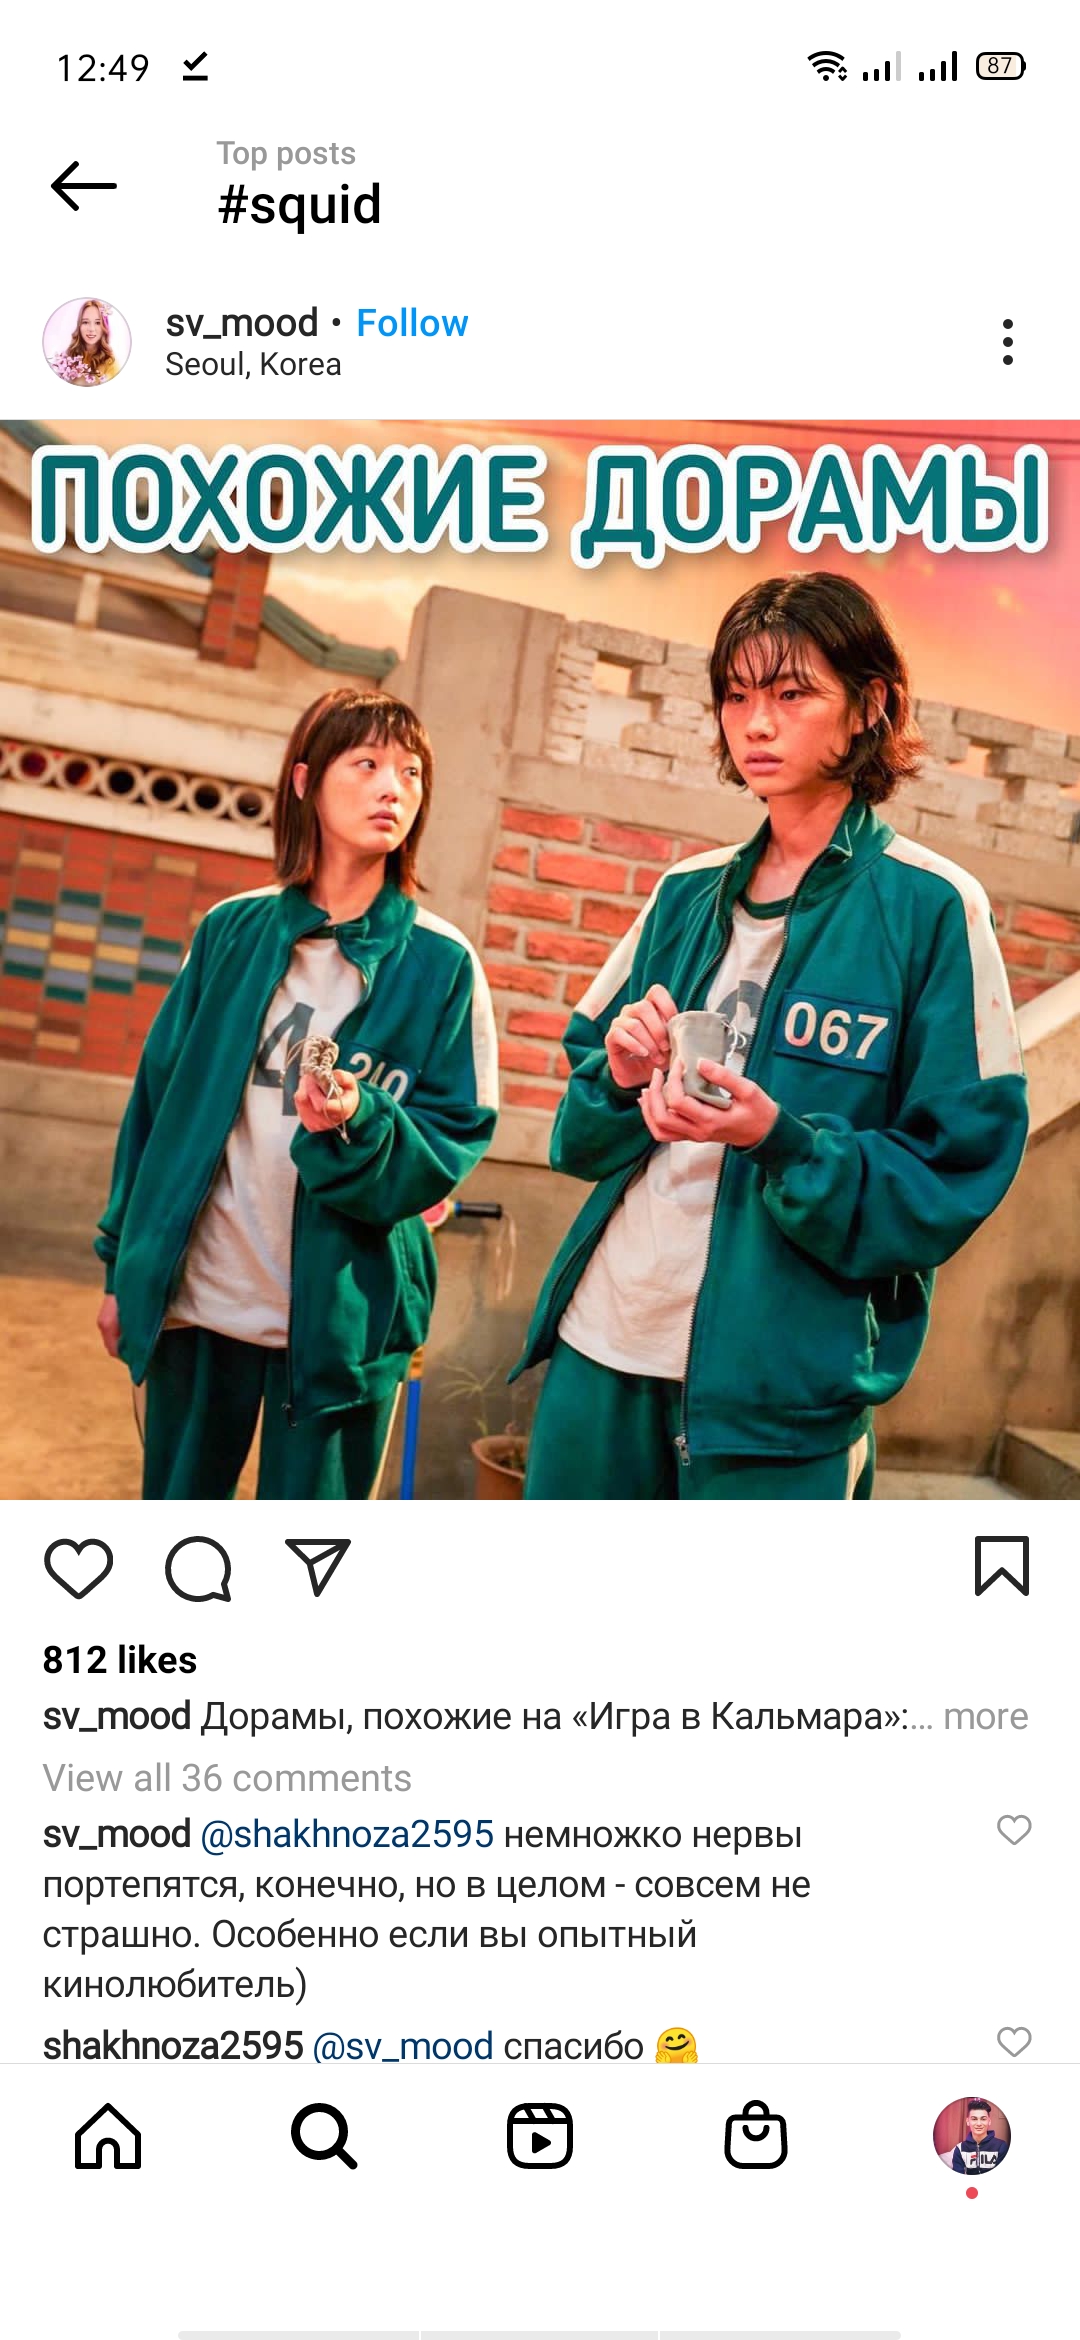 12:49
87
Top posts
#squid
sv_mood • Follow
Seoul, Korea
ПОХОЖИЕ ДОРАМЫ
067
4
240
812 likes
sv_mood Дорамы, похожие на «Игра в Кальмара»:... more
View all 36 comments
sv_mood @shakhnoza2595 немножко нервы
портепятся, конечно, но в целом - совсем не
страшно. Особенно если вы опытный
кинолюбитель)
shakhnoza2595 @sv_mood спасибо 🤗
FILA